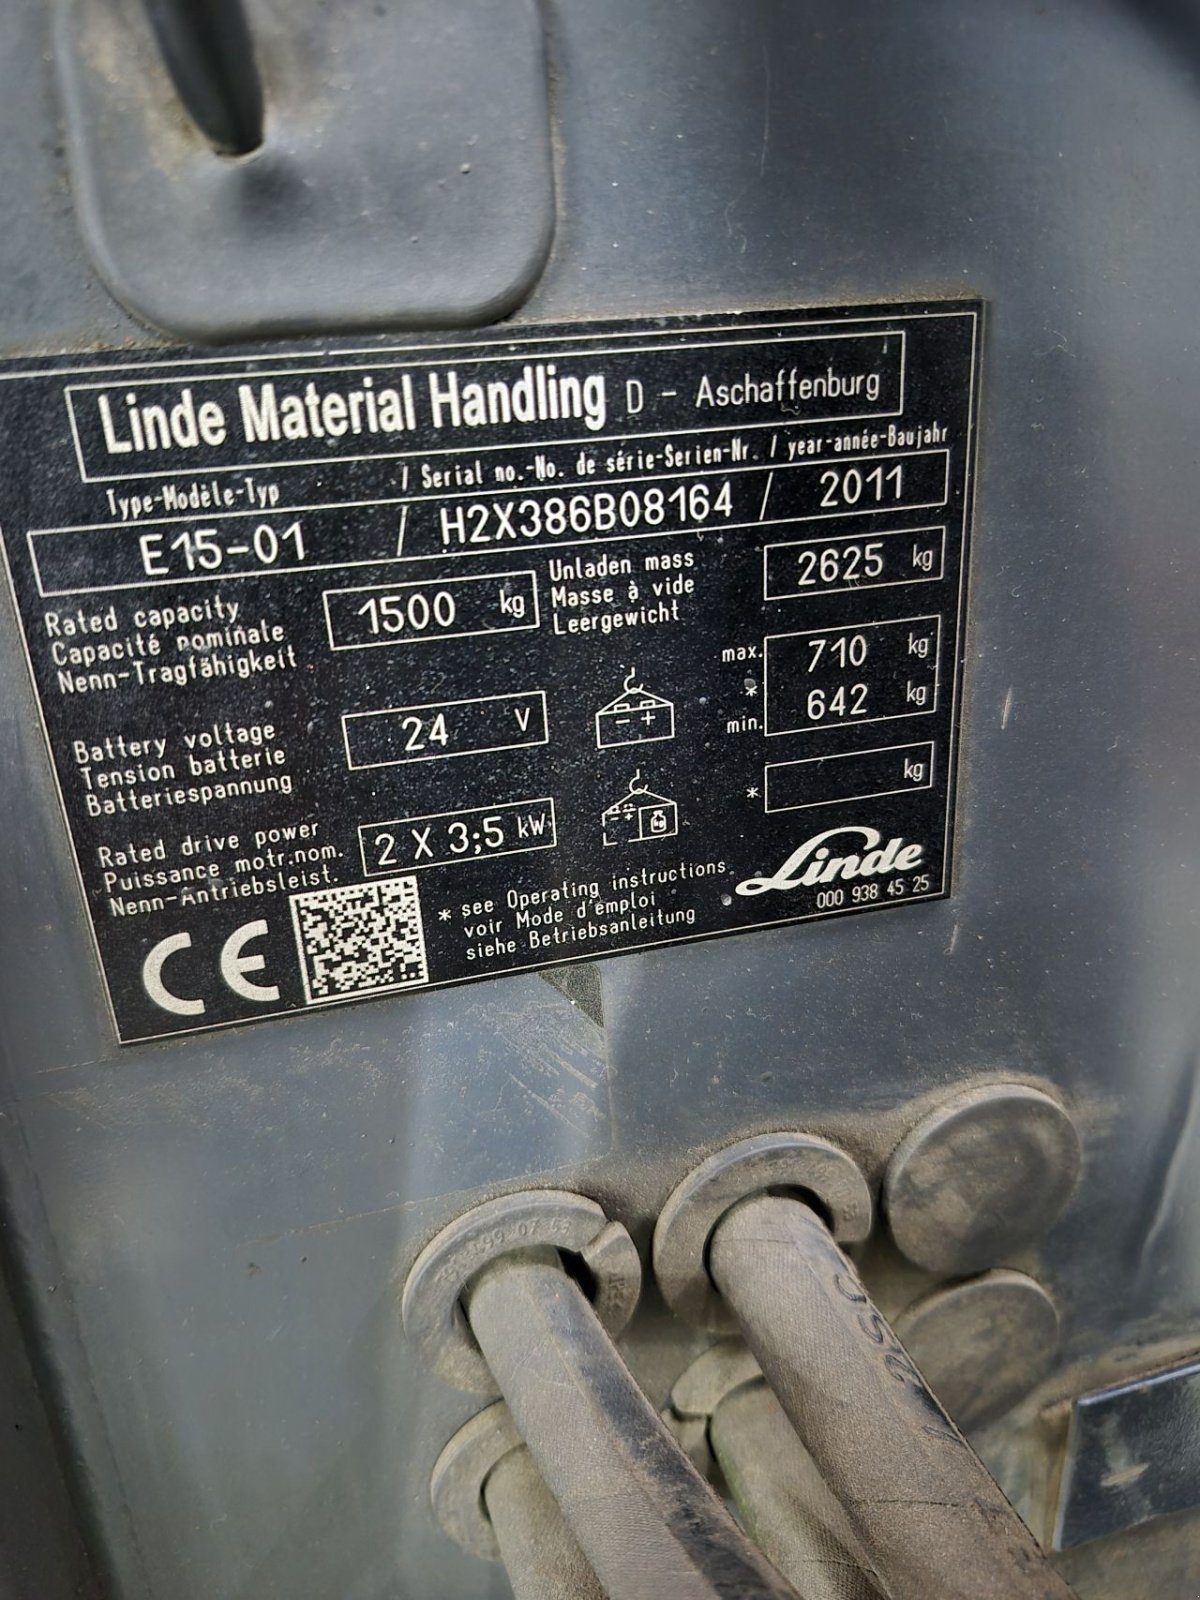 Linde Material Handling D - Aschaffenburg
Type-Modèle-Typ / Serial no.-No. de série-Serien-Nr. / year-année-Baujahr
E15-01 / H2X386B08164 / 2011
Rated capacity
Capacité nominale
Nenn-Tragfähigkeit
1500 kg
Unladen mass
Masse à vide
Leergewicht
2625 kg
Battery voltage
Tension batterie
Batteriespannung
24 V
- +
max. 710 kg
* 642 kg
min.
* kg
Rated drive power
Puissance motr.nom.
Nenn-Antriebsleist.
2 X 3;5 kW
CE
* see Operating instructions
voir Mode d'emploi
siehe Betriebsanleitung
Linde
000 938 45 25
2SC